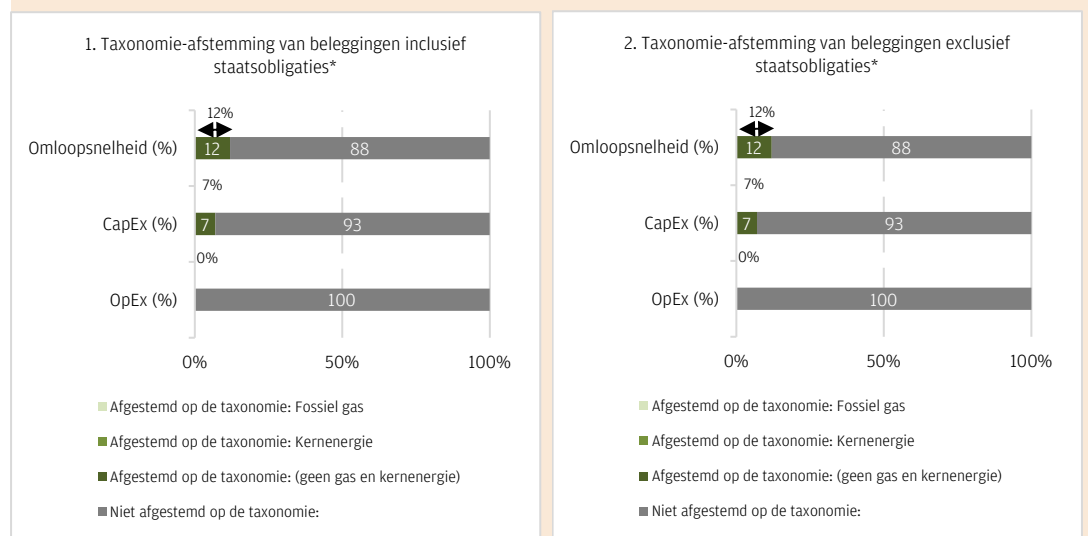 1. Taxonomie-afstemming van beleggingen inclusief
staatsobligaties*
12%
Omloopsnelheid (%) 12 88
7%
CapEx (%) 7 93
0%
OpEx (%) 100
0% 50% 100%
Afgestemd op de taxonomie: Fossiel gas
Afgestemd op de taxonomie: Kernenergie
Afgestemd op de taxonomie: (geen gas en kernenergie)
Niet afgestemd op de taxonomie:
2. Taxonomie-afstemming van beleggingen exclusief
staatsobligaties*
12%
Omloopsnelheid (%) 12 88
7%
CapEx (%) 7 93
0%
OpEx (%) 100
0% 50% 100%
Afgestemd op de taxonomie: Fossiel gas
Afgestemd op de taxonomie: Kernenergie
Afgestemd op de taxonomie: (geen gas en kernenergie)
Niet afgestemd op de taxonomie: